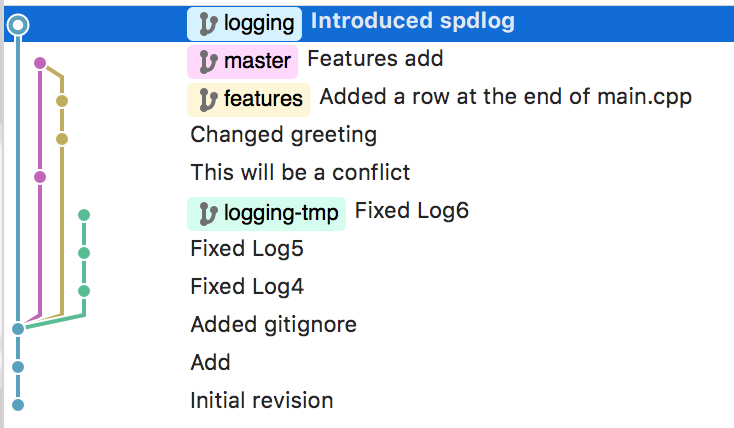 logging Introduced spdlog
master Features add
features Added a row at the end of main.cpp
Changed greeting
This will be a conflict
logging-tmp Fixed Log6
Fixed Log5
Fixed Log4
Added gitignore
Add
Initial revision